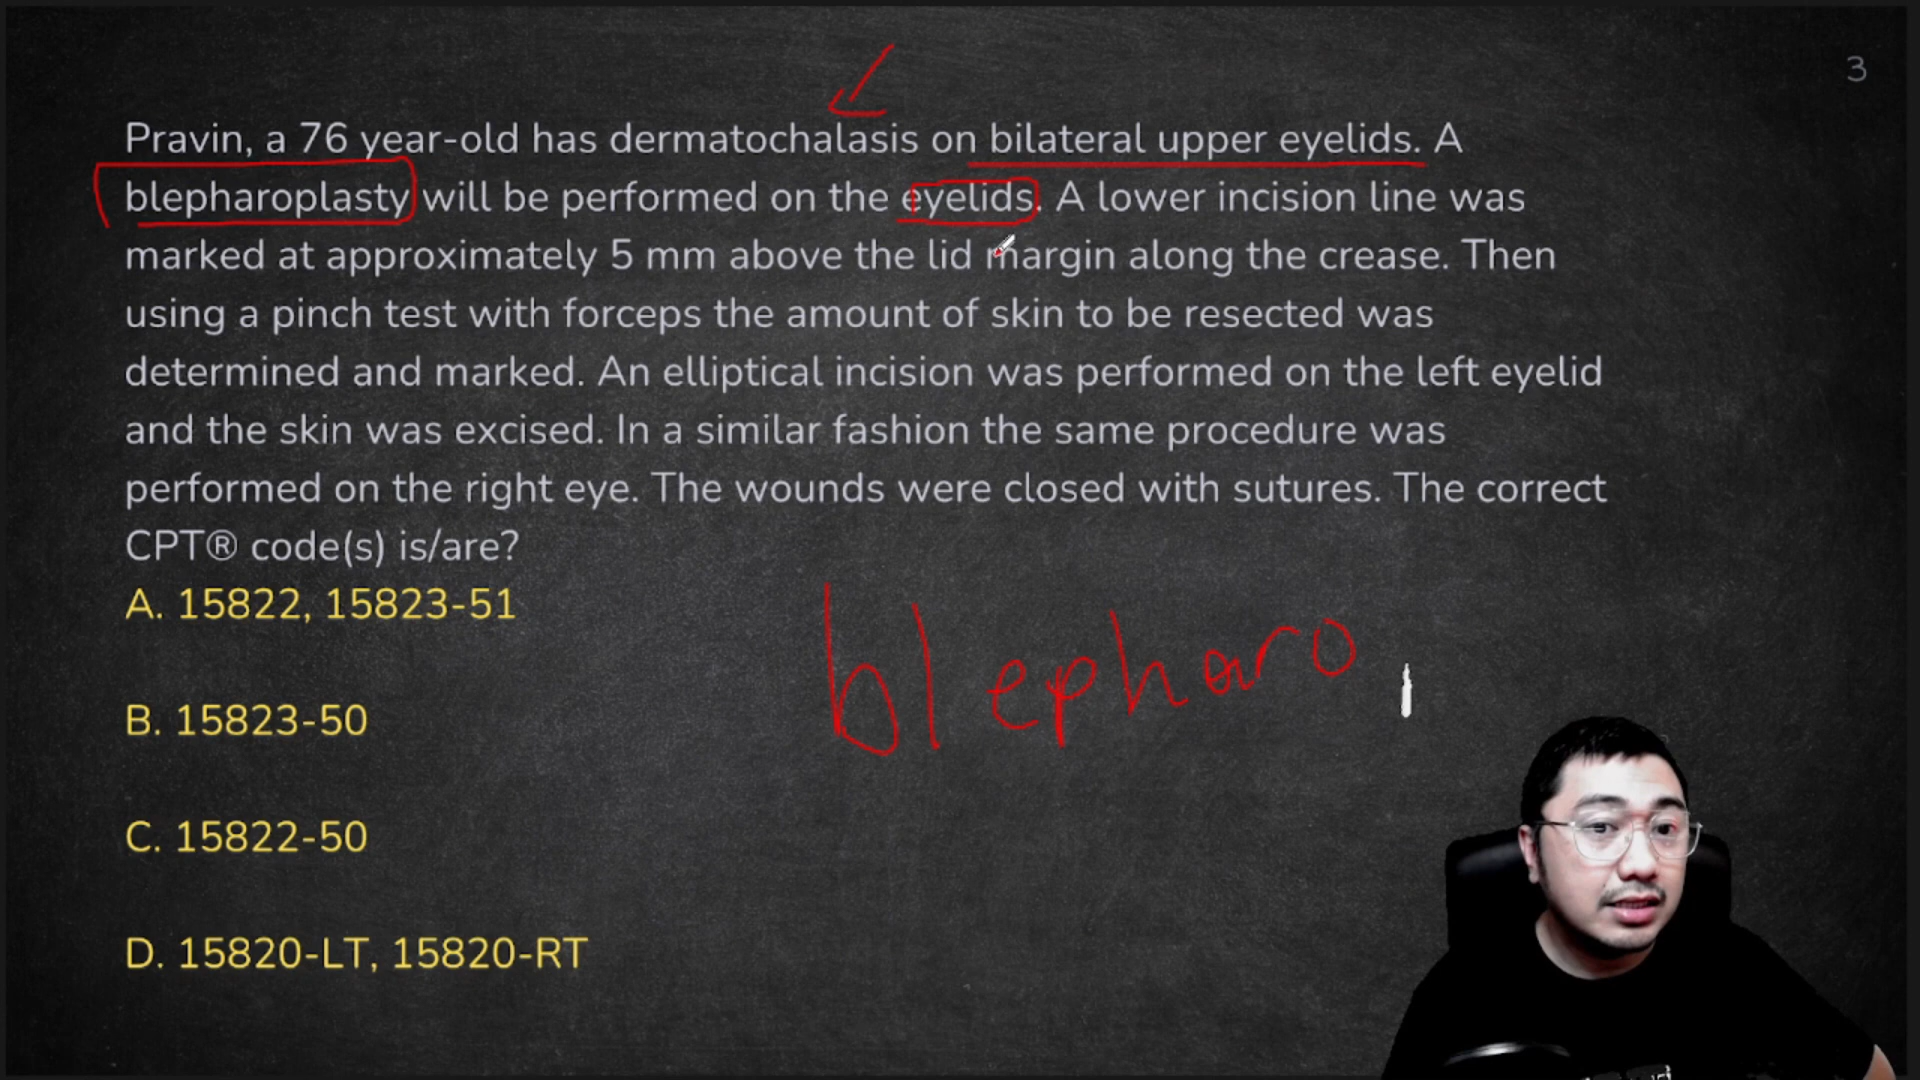 3
Pravin, a 76 year-old has dermatochalasis on bilateral upper eyelids. A
blepharoplasty will be performed on the eyelids. A lower incision line was
marked at approximately 5 mm above the lid margin along the crease. Then
using a pinch test with forceps the amount of skin to be resected was
determined and marked. An elliptical incision was performed on the left eyelid
and the skin was excised. In a similar fashion the same procedure was
performed on the right eye. The wounds were closed with sutures. The correct
CPT® code(s) is/are?
A. 15822, 15823-51
B. 15823-50
C. 15822-50
D. 15820-LT, 15820-RT
blepharo